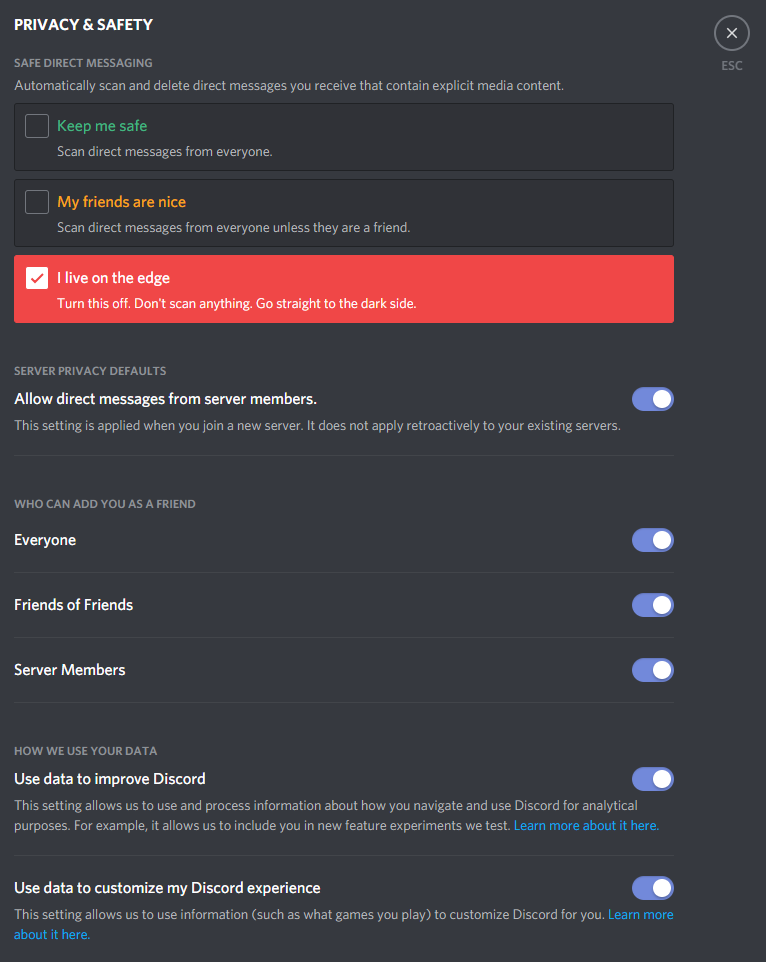 PRIVACY & SAFETY
ESC
SAFE DIRECT MESSAGING
Automatically scan and delete direct messages you receive that contain explicit media content.
Keep me safe
Scan direct messages from everyone.
My friends are nice
Scan direct messages from everyone unless they are a friend.
I live on the edge
Turn this off. Don't scan anything. Go straight to the dark side.
SERVER PRIVACY DEFAULTS
Allow direct messages from server members.
This setting is applied when you join a new server. It does not apply retroactively to your existing servers.
WHO CAN ADD YOU AS A FRIEND
Everyone
Friends of Friends
Server Members
HOW WE USE YOUR DATA
Use data to improve Discord
This setting allows us to use and process information about how you navigate and use Discord for analytical
purposes. For example, it allows us to include you in new feature experiments we test. Learn more about it here.
Use data to customize my Discord experience
This setting allows us to use information (such as what games you play) to customize Discord for you. Learn more
about it here.